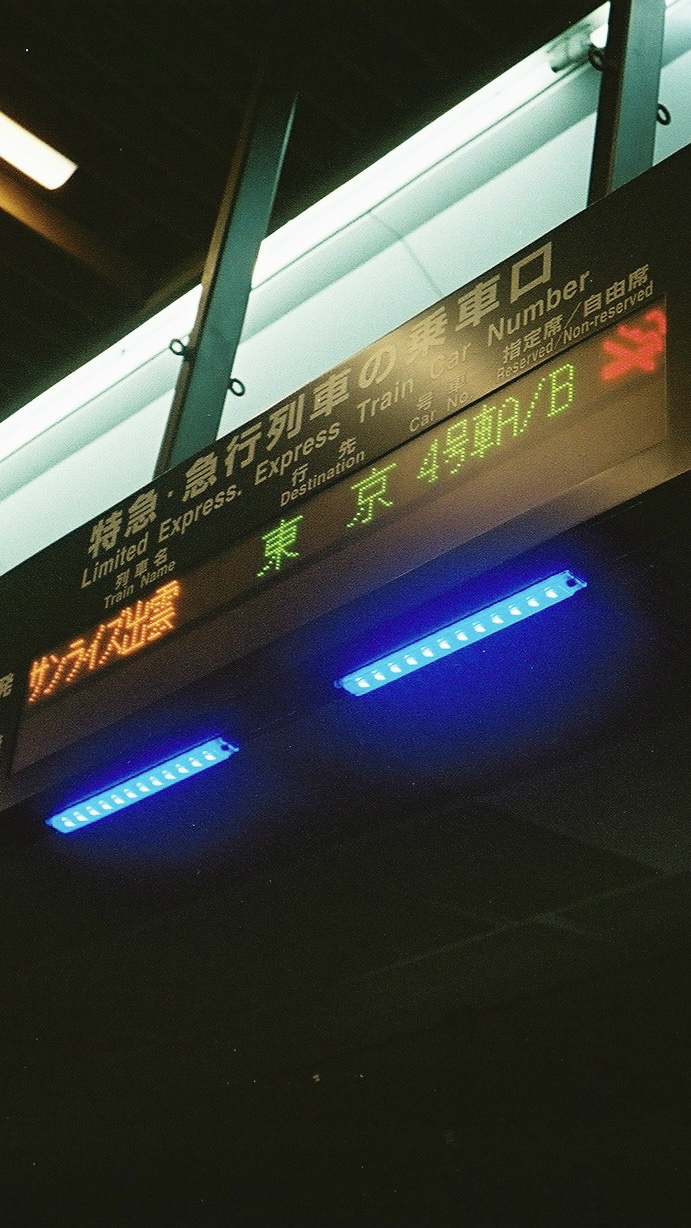 特急・急行列車の乗車口
Limited Express. Express Train Car Number
列車名
Train Name
行先
Destination
号車
Car No.
指定席/自由席
Reserved/Non-reserved
サンライズ出雲
東京
4号車A/B
発